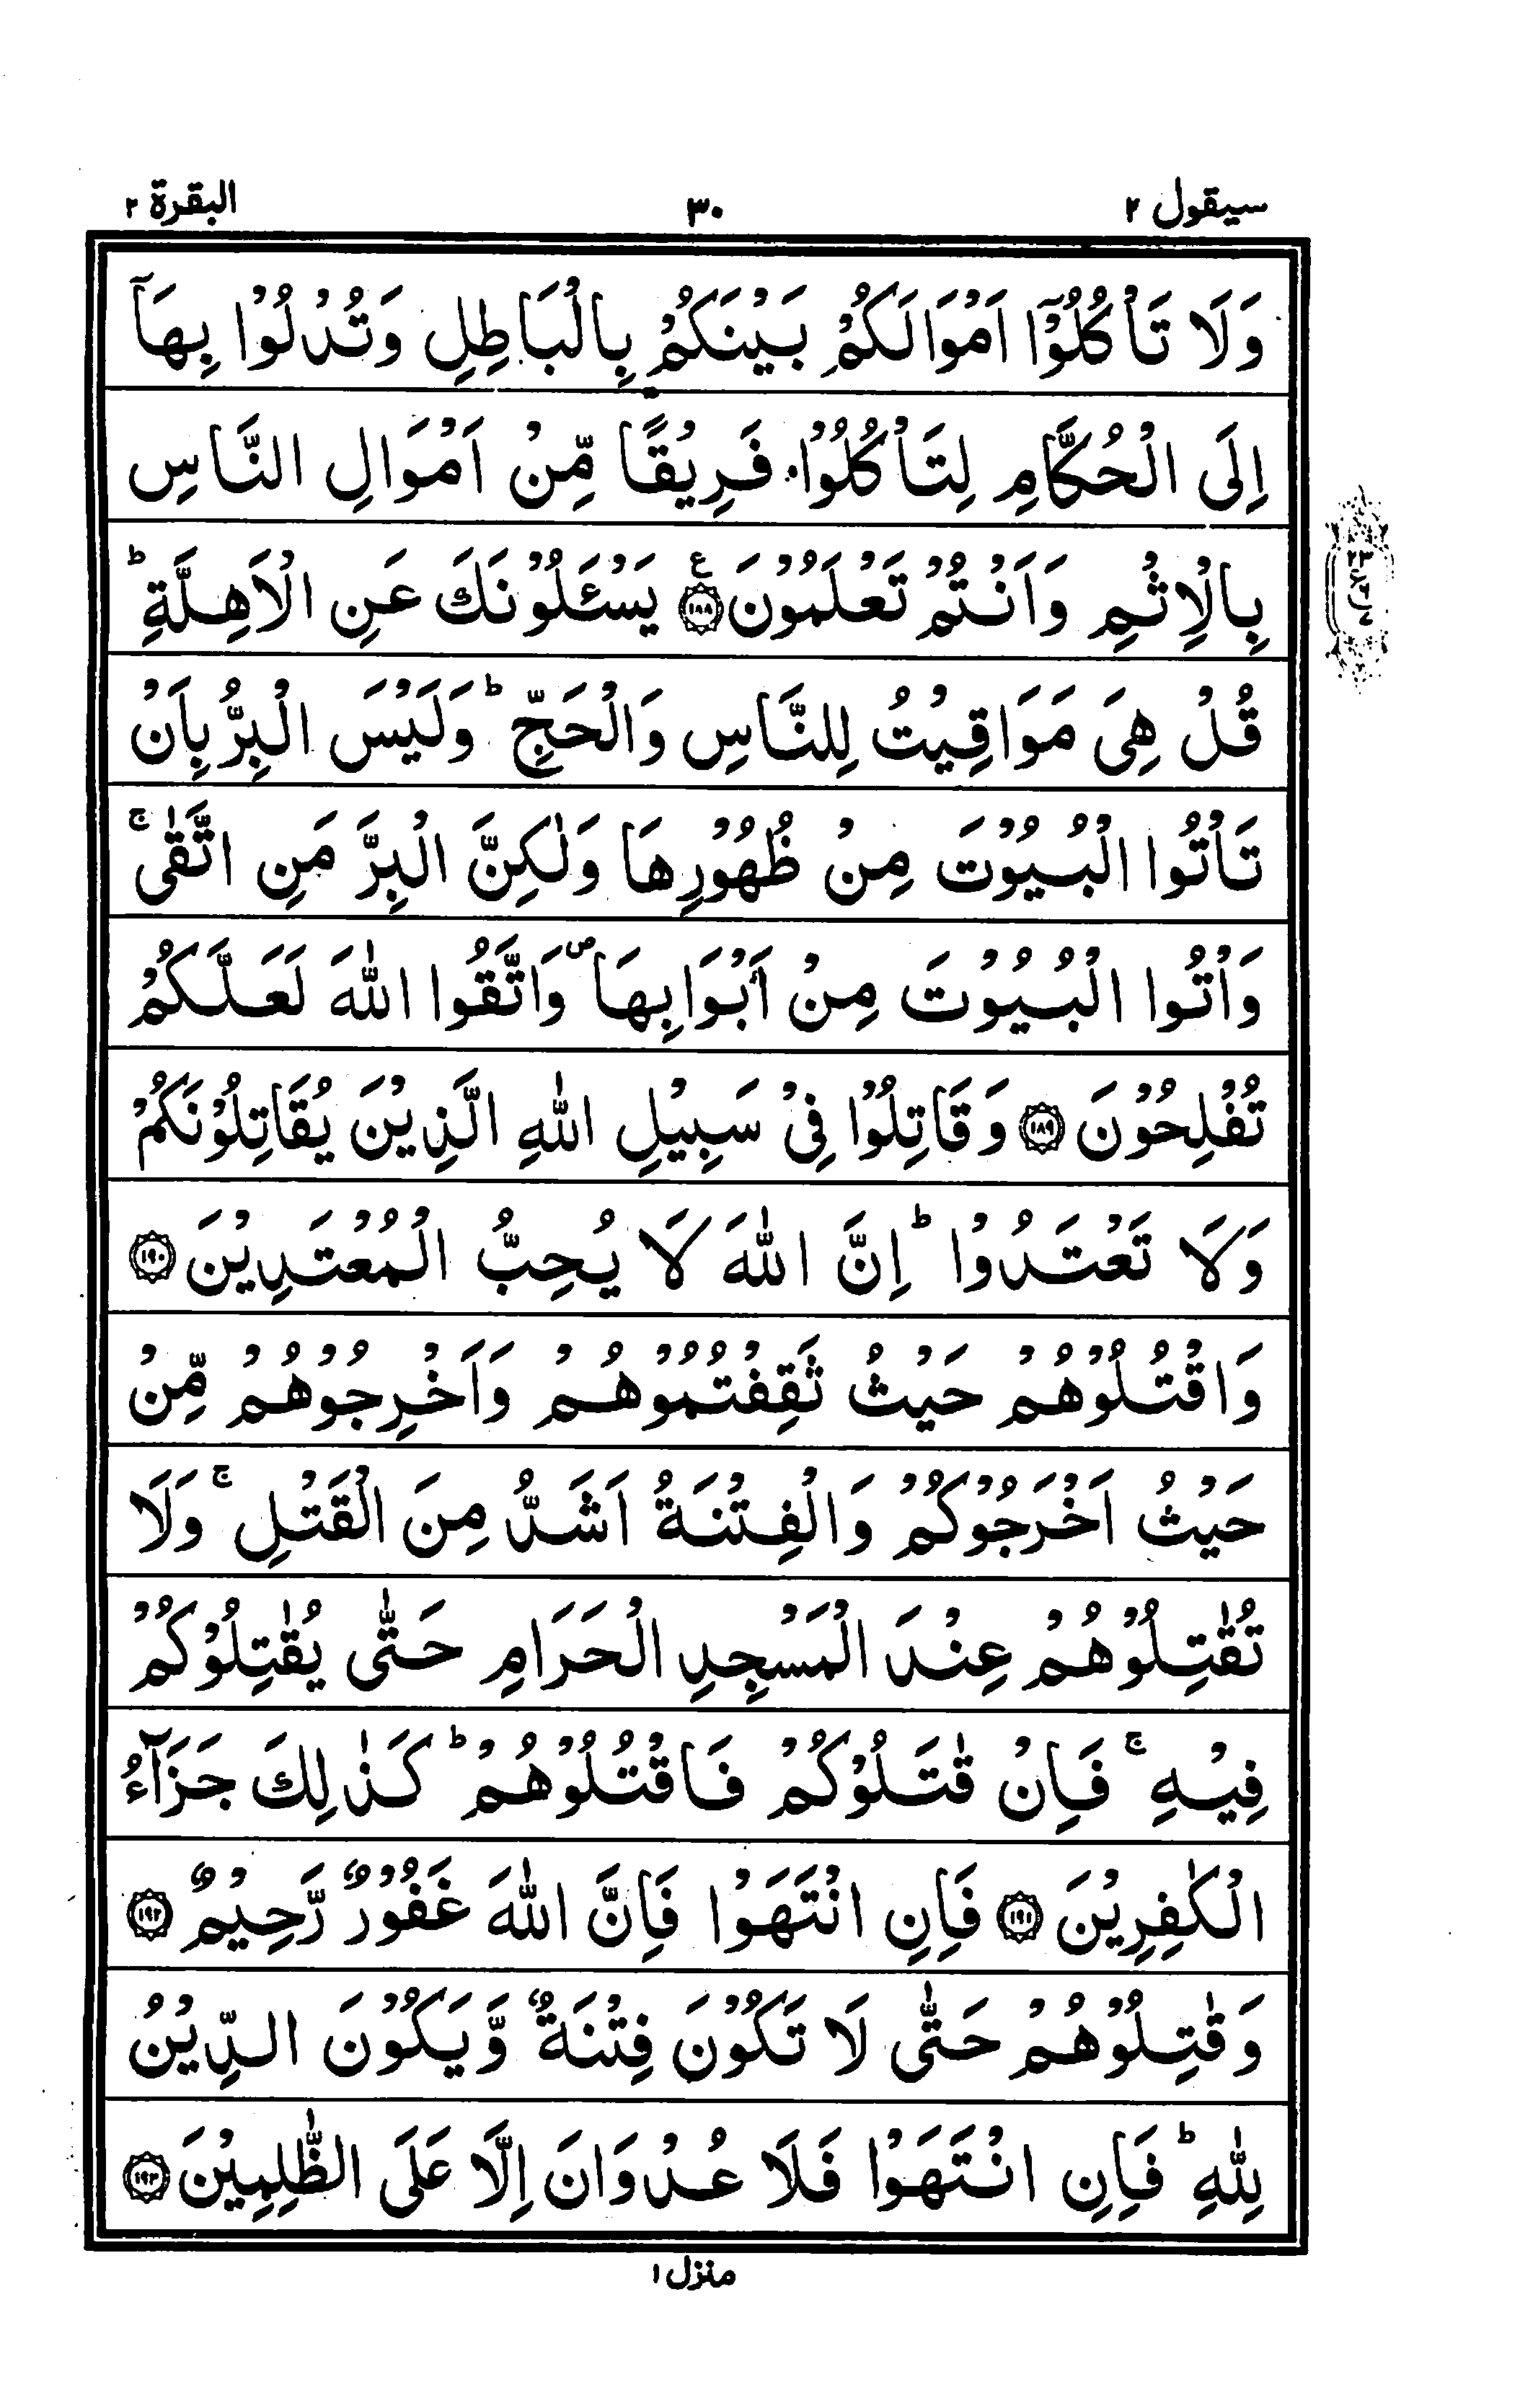 سيقول ٢ ٣٠ البقرة ٢
وَلَا تَاْكُلُوْٓا اَمْوَالَكُمْ بَيْنَكُمْ بِالْبَاطِلِ وَتُدْلُوْا بِهَآ
اِلَى الْحُكَّامِ لِتَاْكُلُوْا فَرِيْقًا مِّنْ اَمْوَالِ النَّاسِ
بِالْاِثْمِ وَاَنْتُمْ تَعْلَمُوْنَ ۧ ﴿١٨٨﴾ يَسْـَٔلُوْنَكَ عَنِ الْاَهِلَّةِ ؕ
قُلْ هِىَ مَوَاقِيْتُ لِلنَّاسِ وَالْحَجِّ ؕ وَلَيْسَ الْبِرُّ بِاَنْ
تَاْتُوا الْبُيُوْتَ مِنْ ظُهُوْرِهَا وَلٰكِنَّ الْبِرَّ مَنِ اتَّقٰى ۚ
وَاْتُوا الْبُيُوْتَ مِنْ اَبْوَابِهَا ۪ وَاتَّقُوا اللّٰهَ لَعَلَّكُمْ
تُفْلِحُوْنَ ﴿١٨٩﴾ وَقَاتِلُوْا فِىْ سَبِيْلِ اللّٰهِ الَّذِيْنَ يُقَاتِلُوْنَكُمْ
وَلَا تَعْتَدُوْا ؕ اِنَّ اللّٰهَ لَا يُحِبُّ الْمُعْتَدِيْنَ ﴿١٩٠﴾
وَاقْتُلُوْهُمْ حَيْثُ ثَقِفْتُمُوْهُمْ وَاَخْرِجُوْهُمْ مِّنْ
حَيْثُ اَخْرَجُوْكُمْ وَالْفِتْنَةُ اَشَدُّ مِنَ الْقَتْلِ ۚ وَلَا
تُقٰتِلُوْهُمْ عِنْدَ الْمَسْجِدِ الْحَرَامِ حَتّٰى يُقٰتِلُوْكُمْ
فِيْهِ ۚ فَاِنْ قٰتَلُوْكُمْ فَاقْتُلُوْهُمْ ؕ كَذٰلِكَ جَزَآءُ
الْكٰفِرِيْنَ ﴿١٩١﴾ فَاِنِ انْتَهَوْا فَاِنَّ اللّٰهَ غَفُوْرٌ رَّحِيْمٌ ﴿١٩٢﴾
وَقٰتِلُوْهُمْ حَتّٰى لَا تَكُوْنَ فِتْنَةٌ وَّيَكُوْنَ الدِّيْنُ
لِلّٰهِ ؕ فَاِنِ انْتَهَوْا فَلَا عُدْوَانَ اِلَّا عَلَى الظّٰلِمِيْنَ ﴿١٩٣﴾
منزل ١